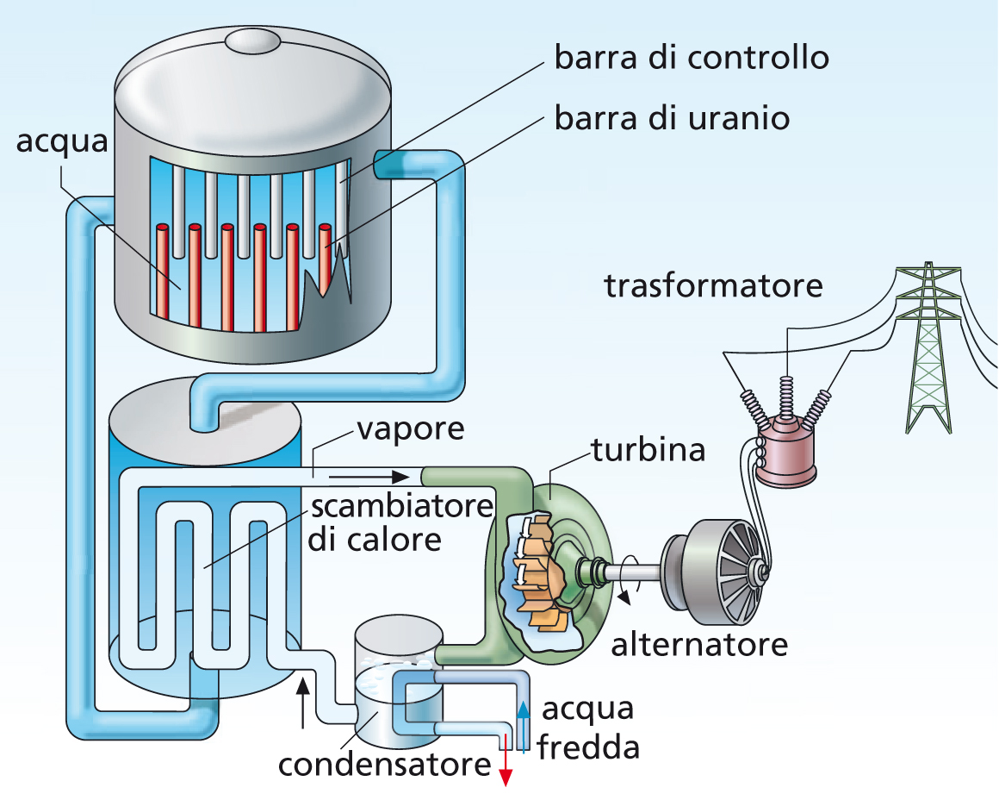 barra di controllo
barra di uranio
acqua
trasformatore
vapore
turbina
scambiatore
di calore
alternatore
acqua
fredda
condensatore